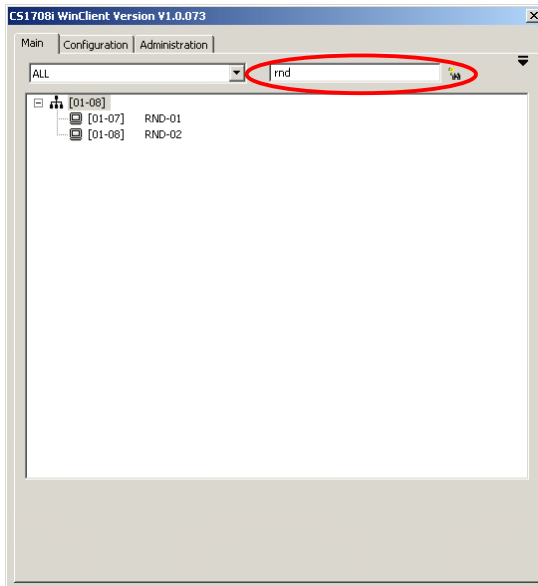 CS1708i WinClient Version V1.0.073
Main Configuration Administration
ALL rnd
[01-08]
[01-07] RND-01
[01-08] RND-02